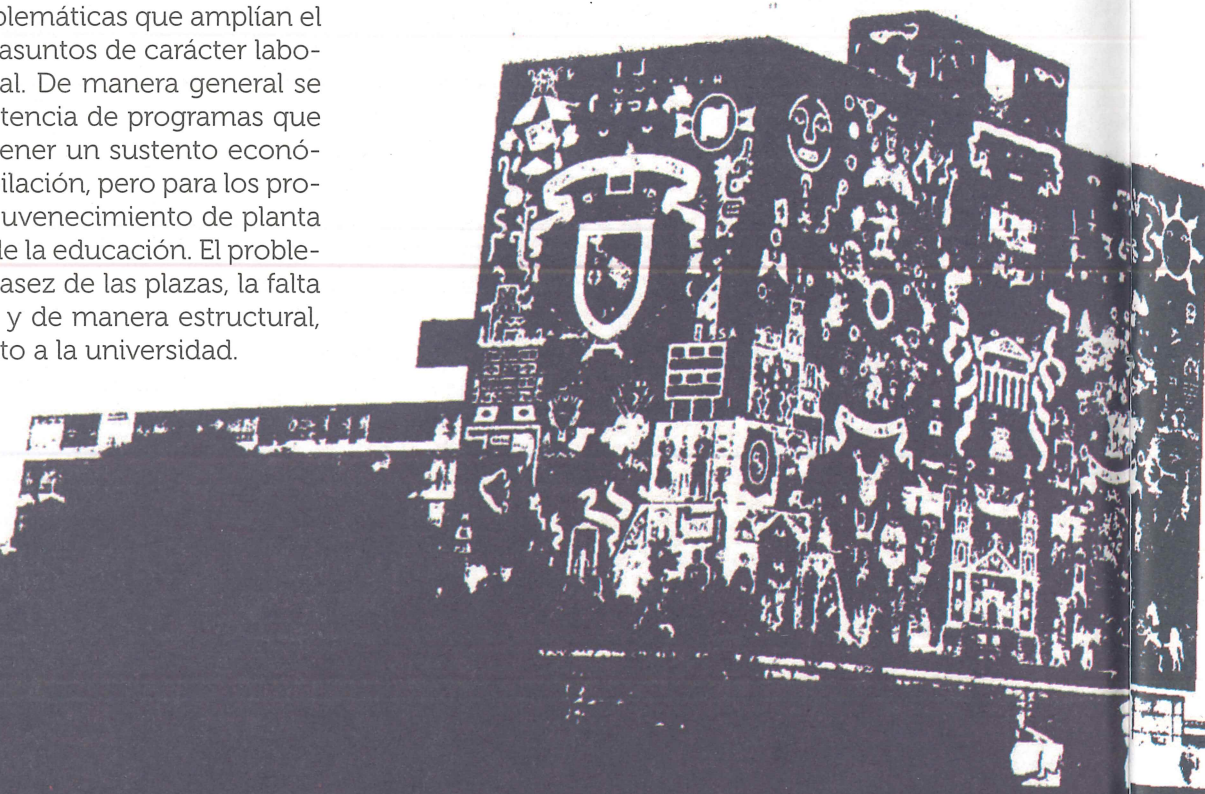 blemáticas que amplían el
asuntos de carácter labo-
al. De manera general se
tencia de programas que
ener un sustento econó-
ilación, pero para los pro-
uvenecimiento de planta
e la educación. El proble-
asez de las plazas, la falta
y de manera estructural,
to a la universidad.